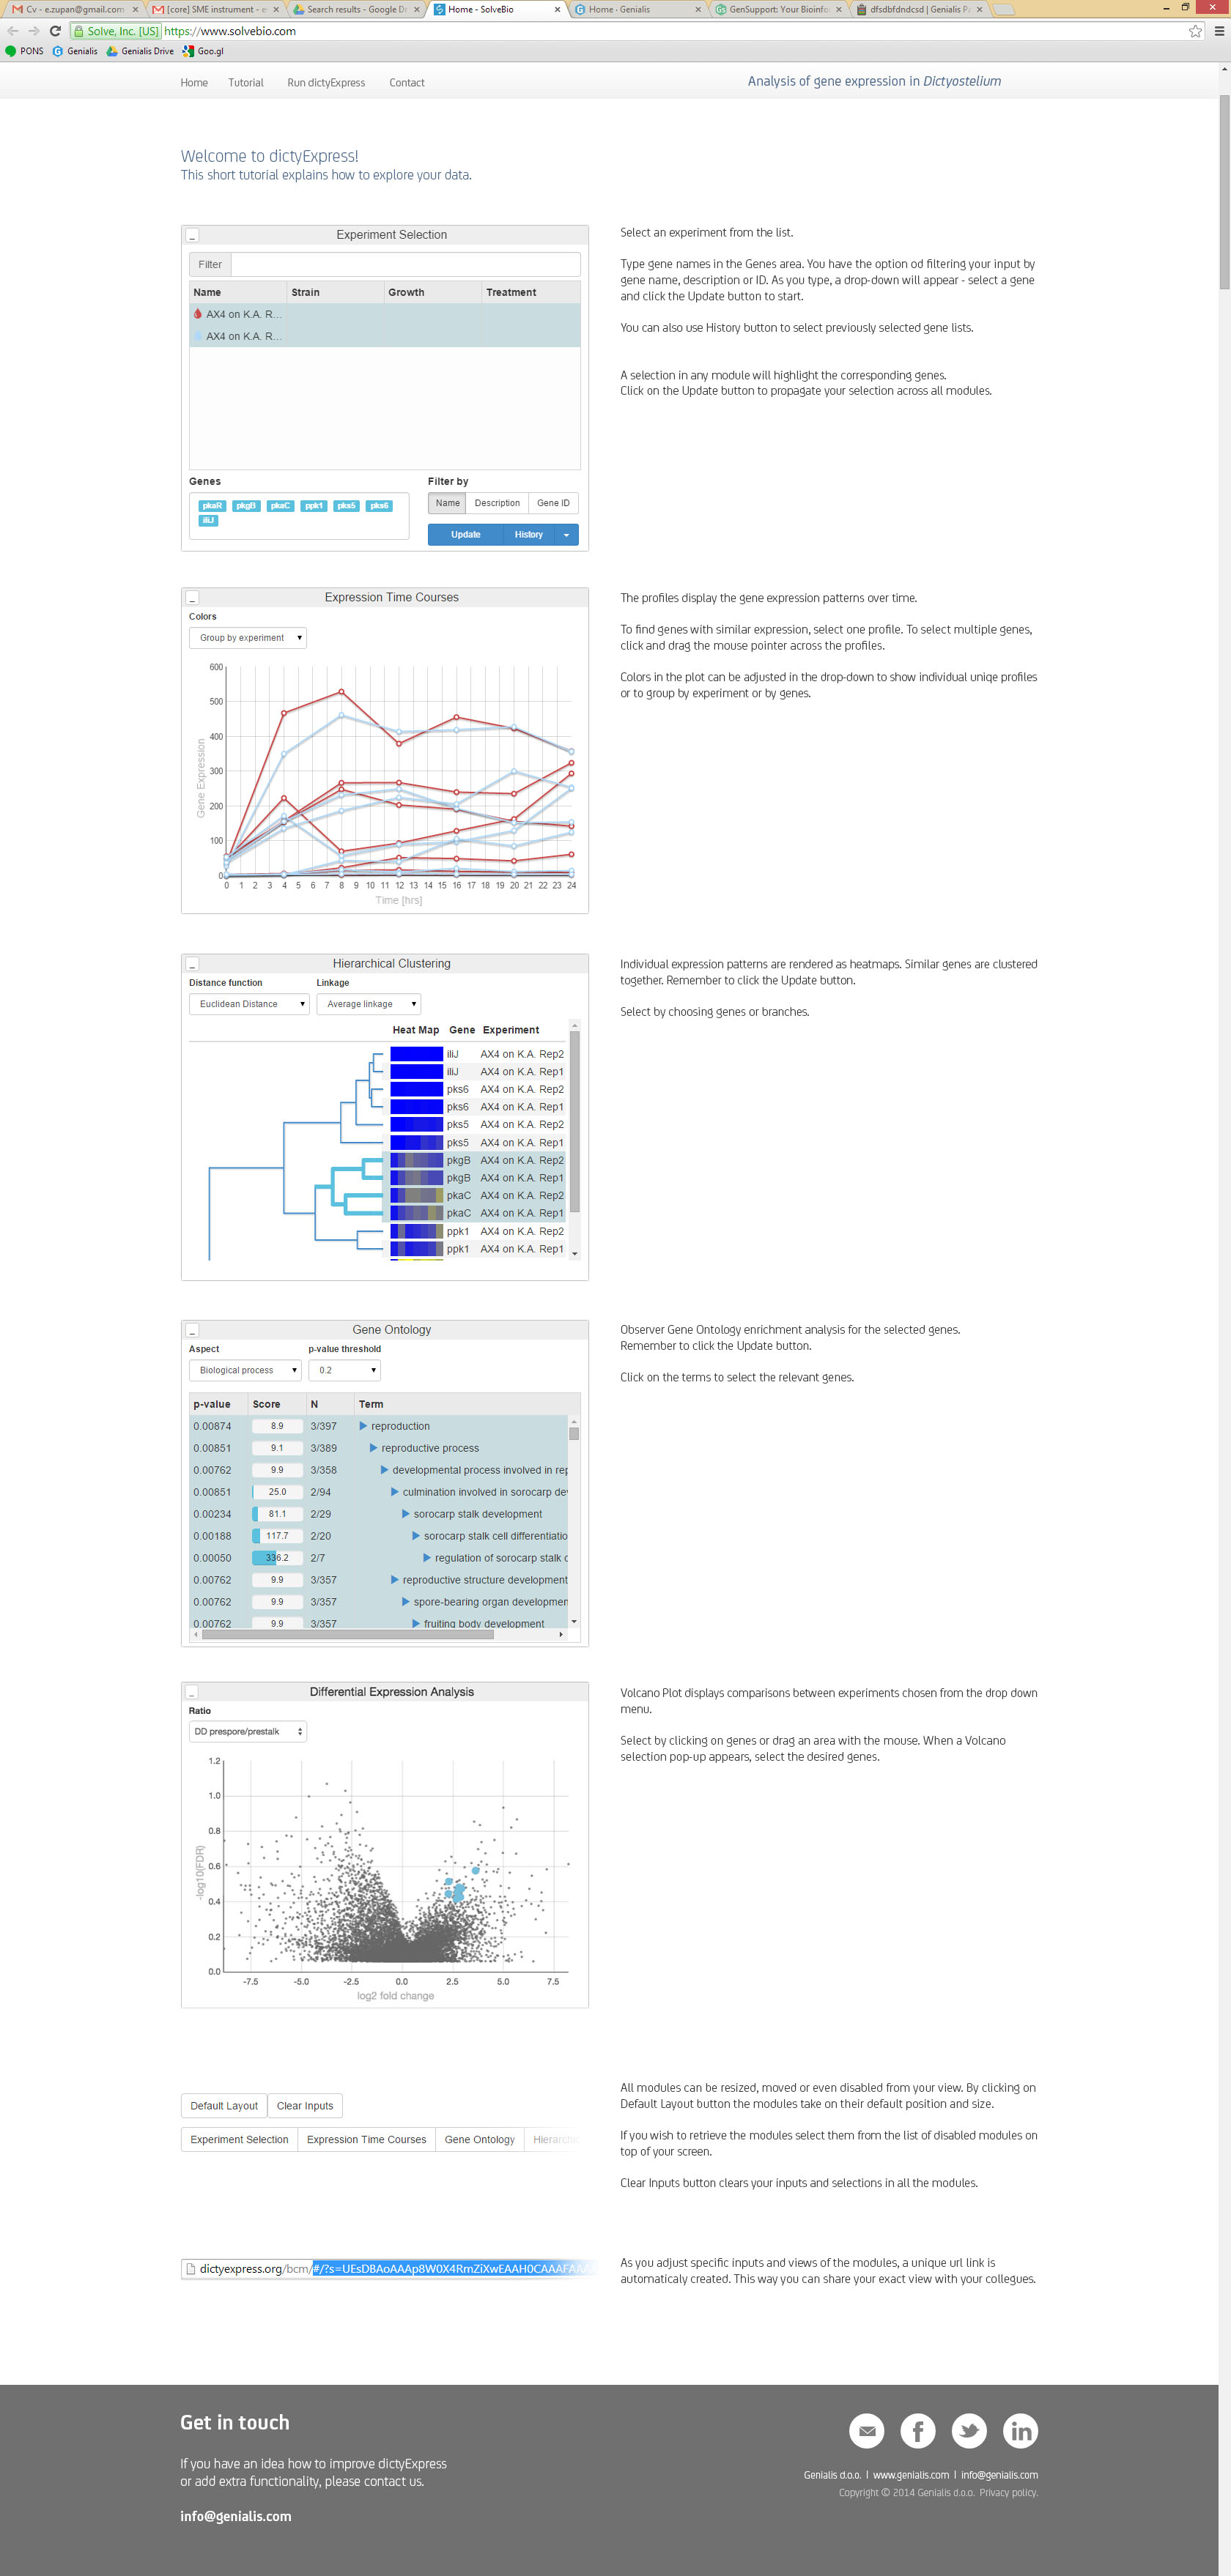 Cv - e.zupan@gmail.com
[core] SME instrument - e
Search results - Google Dr
Home - SolveBio
Home · Genialis
GenSupport: Your Bioinfor
dfsdbfdndcsd | Genialis Pa
Solve, Inc. [US] https://www.solvebio.com
PONS Genialis Genialis Drive Goo.gl
Home Tutorial Run dictyExpress Contact
Analysis of gene expression in Dictyostelium
Welcome to dictyExpress!
This short tutorial explains how to explore your data.
Experiment Selection
Filter
Name Strain Growth Treatment
AX4 on K.A. R...
AX4 on K.A. R...
Genes
pkaR pkgB pkaC ppk1 pks5 pks6
iliJ
Filter by
Name Description Gene ID
Update History
Select an experiment from the list.
Type gene names in the Genes area. You have the option od filtering your input by
gene name, description or ID. As you type, a drop-down will appear - select a gene
and click the Update button to start.
You can also use History button to select previously selected gene lists.
A selection in any module will highlight the corresponding genes.
Click on the Update button to propagate your selection across all modules.
Expression Time Courses
Colors
Group by experiment
600
500
400
300
200
100
0
Gene Expression
0 1 2 3 4 5 6 7 8 9 10 11 12 13 14 15 16 17 18 19 20 21 22 23 24
Time [hrs]
The profiles display the gene expression patterns over time.
To find genes with similar expression, select one profile. To select multiple genes,
click and drag the mouse pointer across the profiles.
Colors in the plot can be adjusted in the drop-down to show individual uniqe profiles
or to group by experiment or by genes.
Hierarchical Clustering
Distance function Linkage
Euclidean Distance Average linkage
Heat Map Gene Experiment
iliJ AX4 on K.A. Rep2
iliJ AX4 on K.A. Rep1
pks6 AX4 on K.A. Rep2
pks6 AX4 on K.A. Rep1
pks5 AX4 on K.A. Rep2
pks5 AX4 on K.A. Rep1
pkgB AX4 on K.A. Rep2
pkgB AX4 on K.A. Rep1
pkaC AX4 on K.A. Rep2
pkaC AX4 on K.A. Rep1
ppk1 AX4 on K.A. Rep2
ppk1 AX4 on K.A. Rep1
Individual expression patterns are rendered as heatmaps. Similar genes are clustered
together. Remember to click the Update button.
Select by choosing genes or branches.
Gene Ontology
Aspect p-value threshold
Biological process 0.2
p-value Score N Term
0.00874 8.9 3/397 reproduction
0.00851 9.1 3/389 reproductive process
0.00762 9.9 3/358 developmental process involved in rep
0.00851 25.0 2/94 culmination involved in sorocarp dev
0.00234 81.1 2/29 sorocarp stalk development
0.00188 117.7 2/20 sorocarp stalk cell differentiatio
0.00050 336.2 2/7 regulation of sorocarp stalk c
0.00762 9.9 3/357 reproductive structure development
0.00762 9.9 3/357 spore-bearing organ developmen
0.00762 9.9 3/357 fruiting body development
Observer Gene Ontology enrichment analysis for the selected genes.
Remember to click the Update button.
Click on the terms to select the relevant genes.
Differential Expression Analysis
Ratio
DD prespore/prestalk
1.2
1.0
0.8
0.6
0.4
0.2
0.0
-log10(FDR)
-7.5 -5.0 -2.5 0.0 2.5 5.0 7.5
log2 fold change
Volcano Plot displays comparisons between experiments chosen from the drop down
menu.
Select by clicking on genes or drag an area with the mouse. When a Volcano
selection pop-up appears, select the desired genes.
Default Layout Clear Inputs
Experiment Selection Expression Time Courses Gene Ontology Hierarchic
All modules can be resized, moved or even disabled from your view. By clicking on
Default Layout button the modules take on their default position and size.
If you wish to retrieve the modules select them from the list of disabled modules on
top of your screen.
Clear Inputs button clears your inputs and selections in all the modules.
dictyexpress.org/bcm/#/?s=UEsDBAoAAAAp8W0X4RmZiXwEAAH0CAAAFAA
As you adjust specific inputs and views of the modules, a unique url link is
automaticaly created. This way you can share your exact view with your collegues.
Get in touch
If you have an idea how to improve dictyExpress
or add extra functionality, please contact us.
info@genialis.com
Genialis d.o.o. | www.genialis.com | info@genialis.com
Copyright © 2014 Genialis d.o.o. Privacy policy.